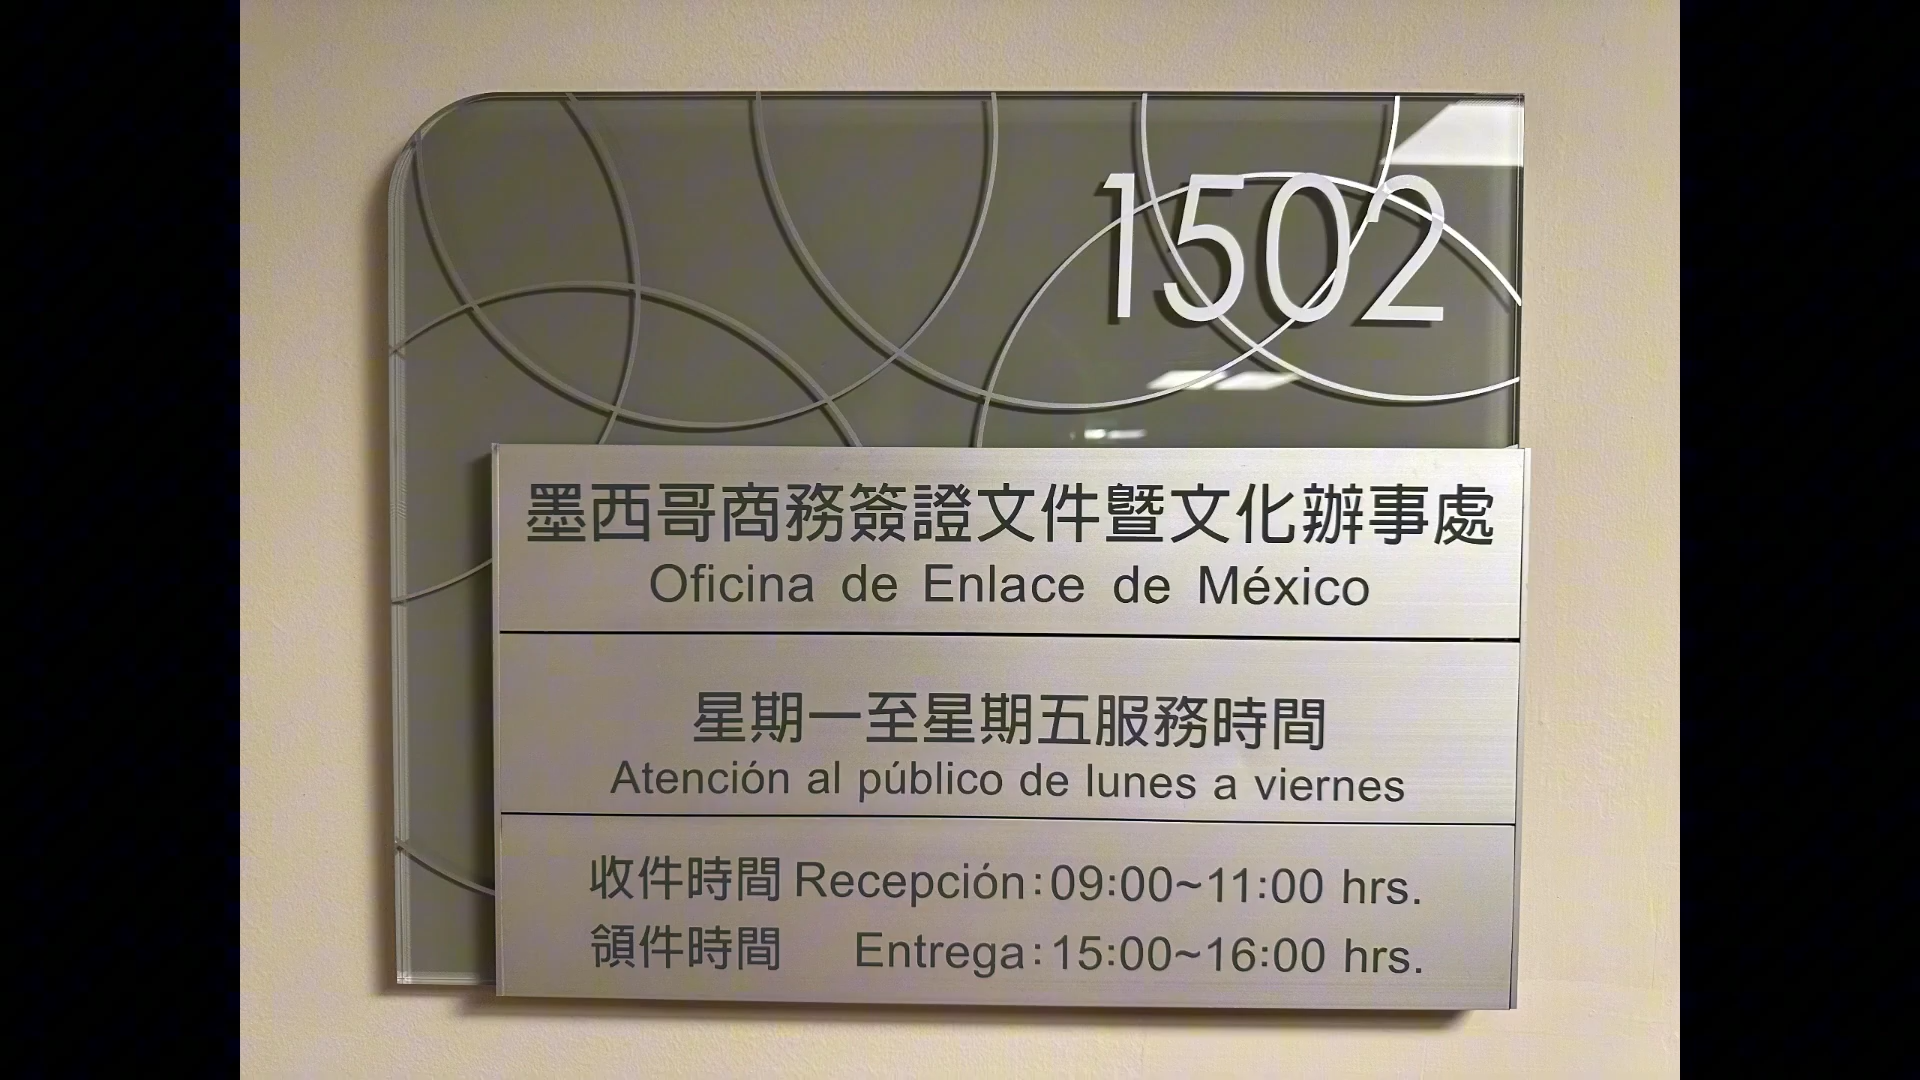 1502
墨西哥商務簽證文件暨文化辦事處
Oficina de Enlace de México
星期一至星期五服務時間
Atención al público de lunes a viernes
收件時間 Recepción:09:00~11:00 hrs.
領件時間 Entrega:15:00~16:00 hrs.